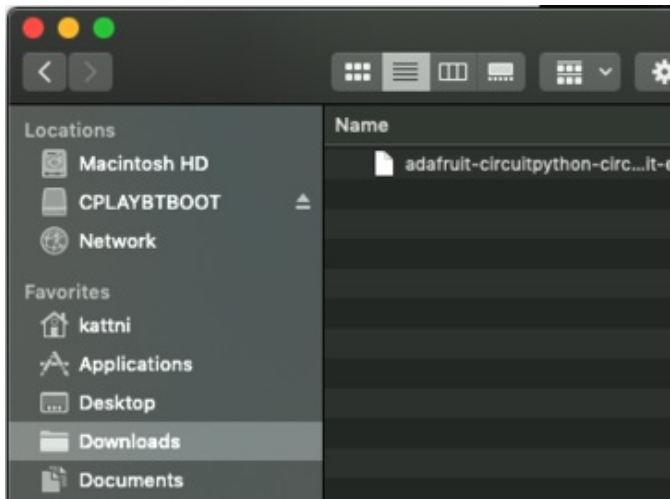 Locations
Macintosh HD
CPLAYBTBOOT
Network
Favorites
kattni
Applications
Desktop
Downloads
Documents
Name
adafruit-circuitpython-circ...it-e